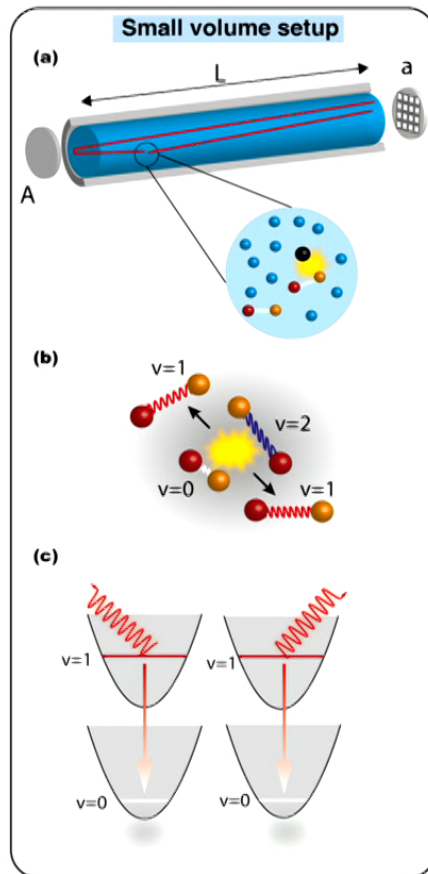 Small volume setup
(a)
L
a
A
(b)
v=1
v=2
v=0
v=1
(c)
v=1
v=1
v=0
v=0